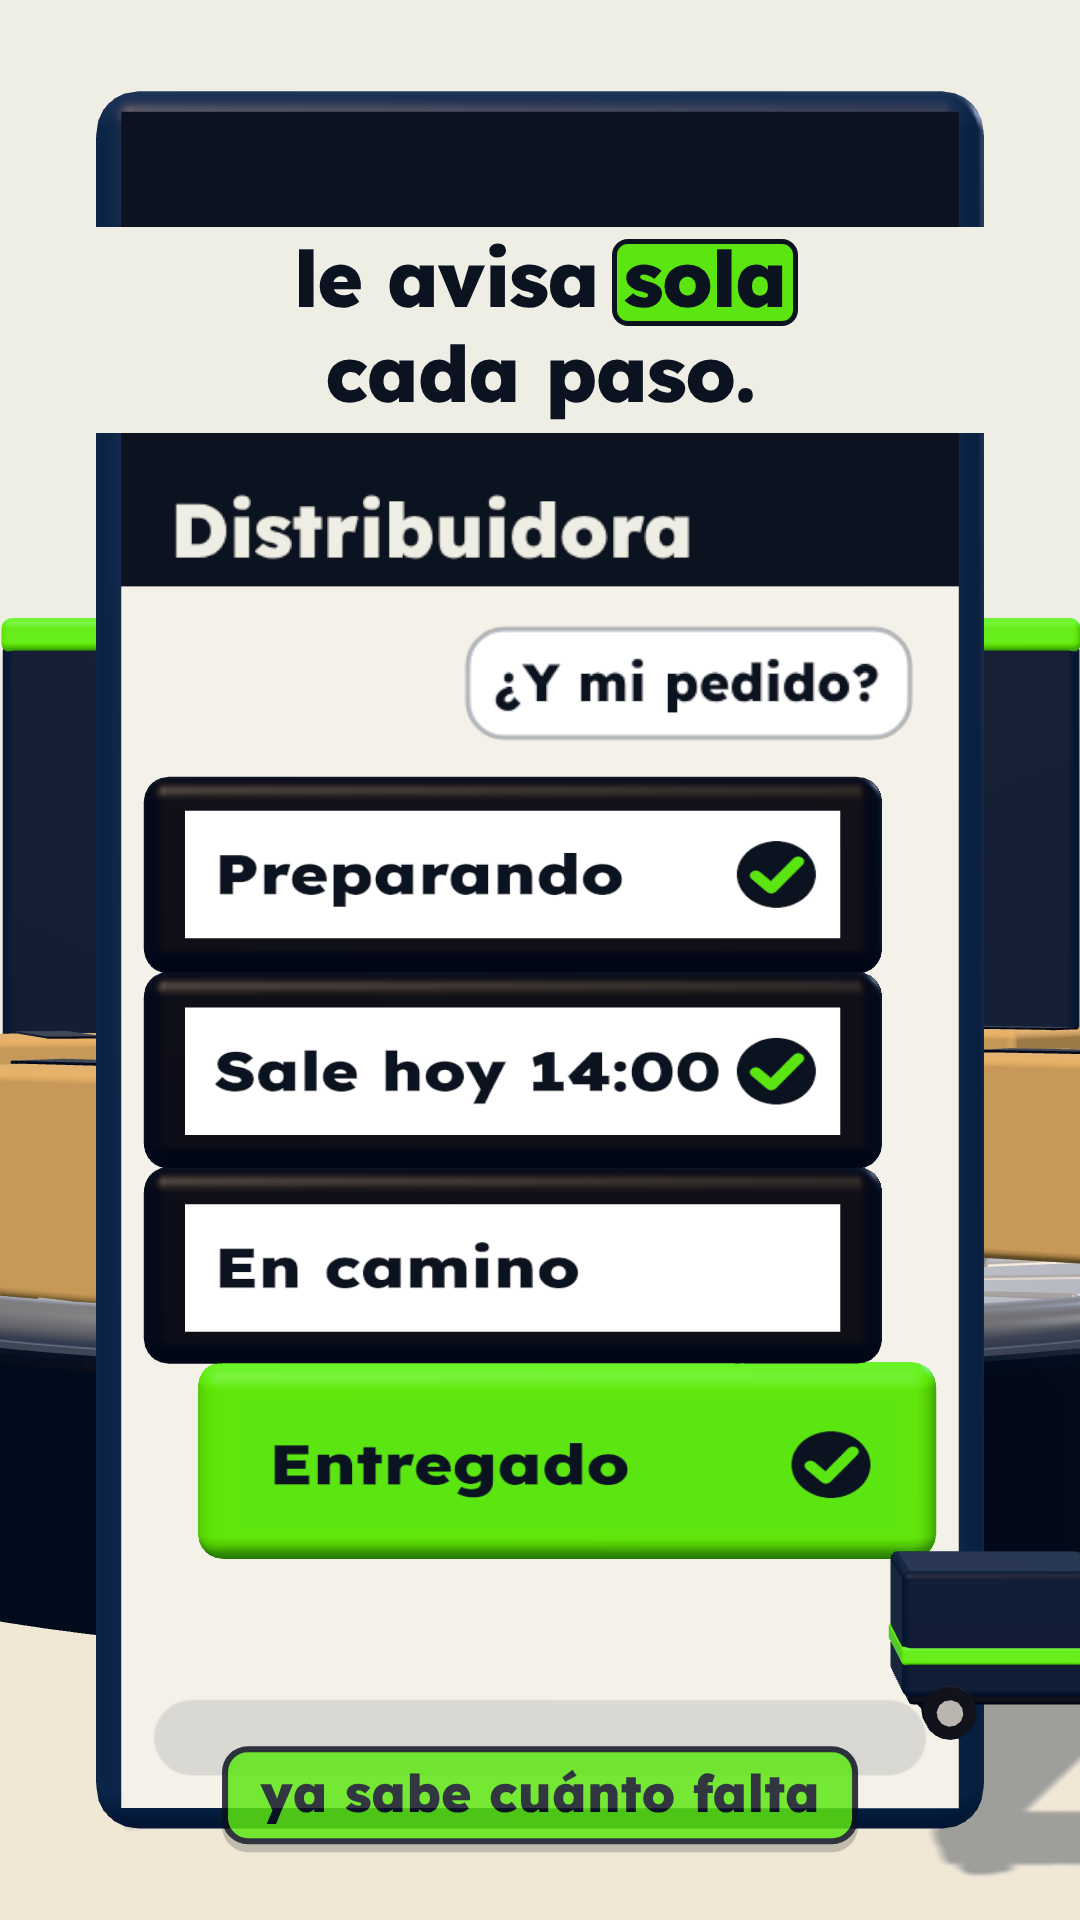 le avisa sola
cada paso.
Distribuidora
¿Y mi pedido?
Preparando
Sale hoy 14:00
En camino
Entregado
ya sabe cuánto falta